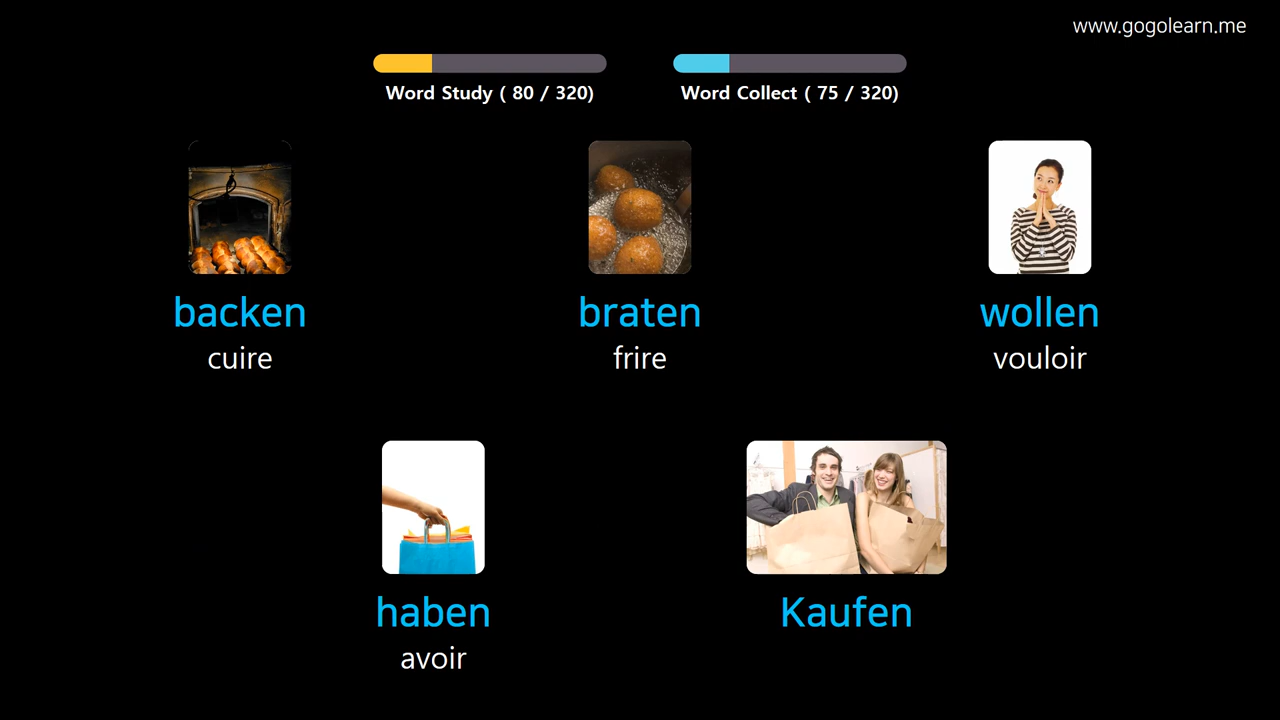 www.gogolearn.me
Word Study ( 80 / 320)
Word Collect ( 75 / 320)
backen
cuire
braten
frire
wollen
vouloir
haben
avoir
Kaufen